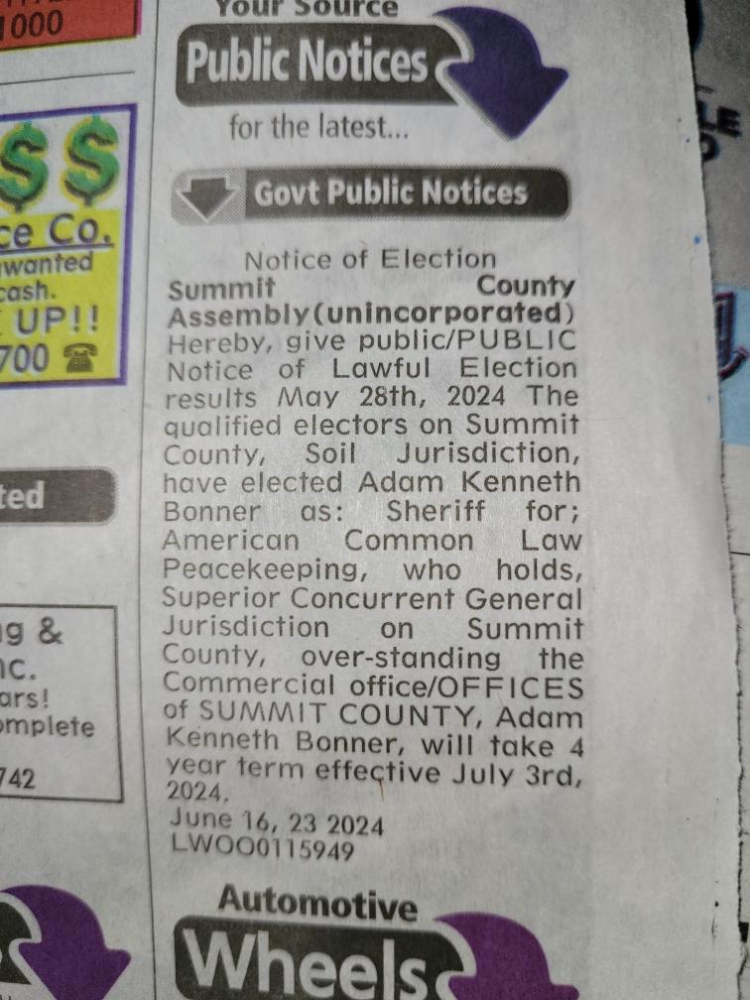 1000
$ $
ce Co.
wanted
cash.
UP!!
700
ted
ng &
nc.
ars!
omplete
742
Your Source
Public Notices
for the latest...
Govt Public Notices
Notice of Election
Summit County
Assembly(unincorporated)
Hereby, give public/PUBLIC
Notice of Lawful Election
results May 28th, 2024 The
qualified electors on Summit
County, Soil Jurisdiction,
have elected Adam Kenneth
Bonner as: Sheriff for;
American Common Law
Peacekeeping, who holds,
Superior Concurrent General
Jurisdiction on Summit
County, over-standing the
Commercial office/OFFICES
of SUMMIT COUNTY, Adam
Kenneth Bonner, will take 4
year term effective July 3rd,
2024.
June 16, 23 2024
LWOO0115949
Automotive
Wheels